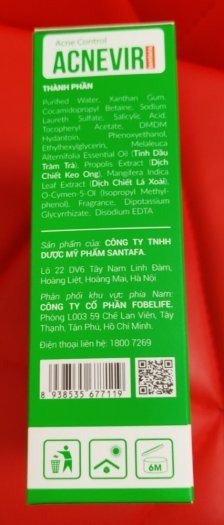 Acne Control
ACNEVIR
THÀNH PHẦN
Purified Water, Xanthan Gum,
Cocamidopropyl Betaine, Sodium
Laureth Sulfate, Salicylic Acid,
Tocopheryl Acetate, DMDM
Hydantoin, Phenoxyethanol,
Ethylhexylglycerin, Melaleuca
Alternifolia Essential Oil (Tinh Dầu
Tràm Trà), Propolis Extract (Dịch
Chiết Keo Ong), Mangifera Indica
Leaf Extract (Dịch Chiết Lá Xoài),
O-Cymen-5-Ol (Isopropyl Methyl-
phenol), Fragrance, Dipotassium
Glycyrrhizate, Disodium EDTA
Sản phẩm của: CÔNG TY TNHH
DƯỢC MỸ PHẨM SANTAFA.
Lô 22 DV6 Tây Nam Linh Đàm,
Hoàng Liệt, Hoàng Mai, Hà Nội
Phân phối khu vực phía Nam:
CÔNG TY CỔ PHẦN FOBELIFE.
Phòng L003 59 Chế Lan Viên, Tây
Thạnh, Tân Phú, Hồ Chí Minh.
Điện thoại liên hệ: 1800 7269
8 938535 677119
6M